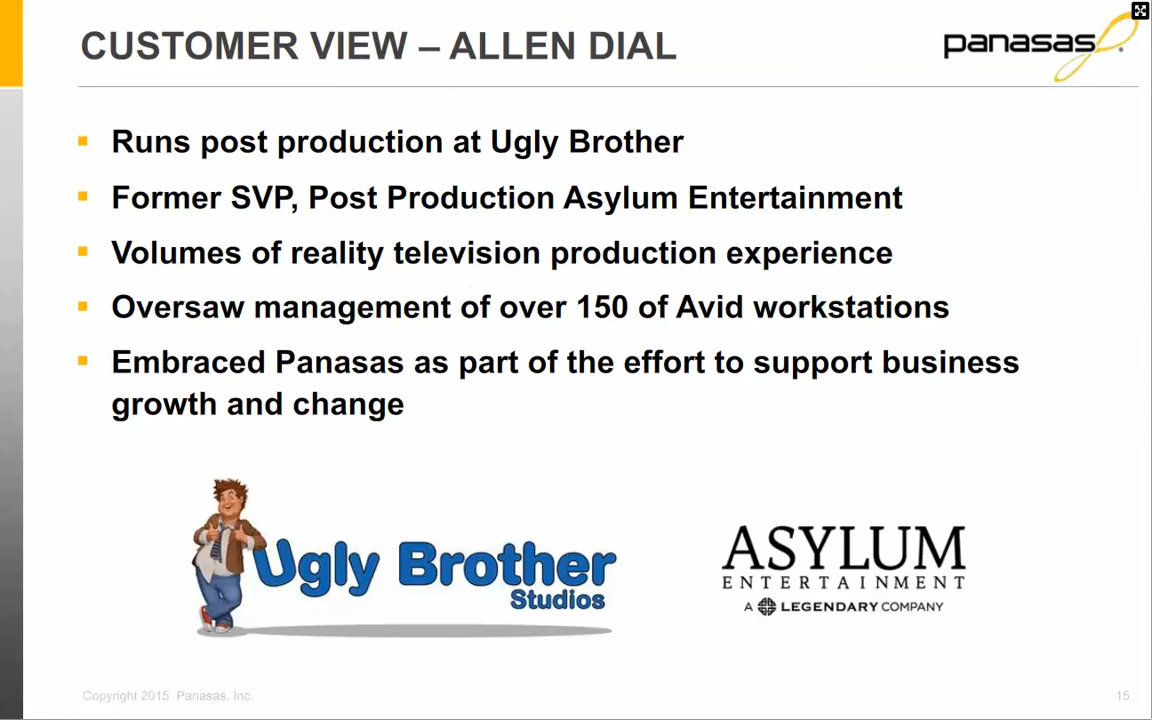 CUSTOMER VIEW – ALLEN DIAL
panasas
Runs post production at Ugly Brother
Former SVP, Post Production Asylum Entertainment
Volumes of reality television production experience
Oversaw management of over 150 of Avid workstations
Embraced Panasas as part of the effort to support business
growth and change
Ugly Brother
Studios
ASYLUM
ENTERTAINMENT
A LEGENDARY COMPANY
Copyright 2015 Panasas. Inc.
15